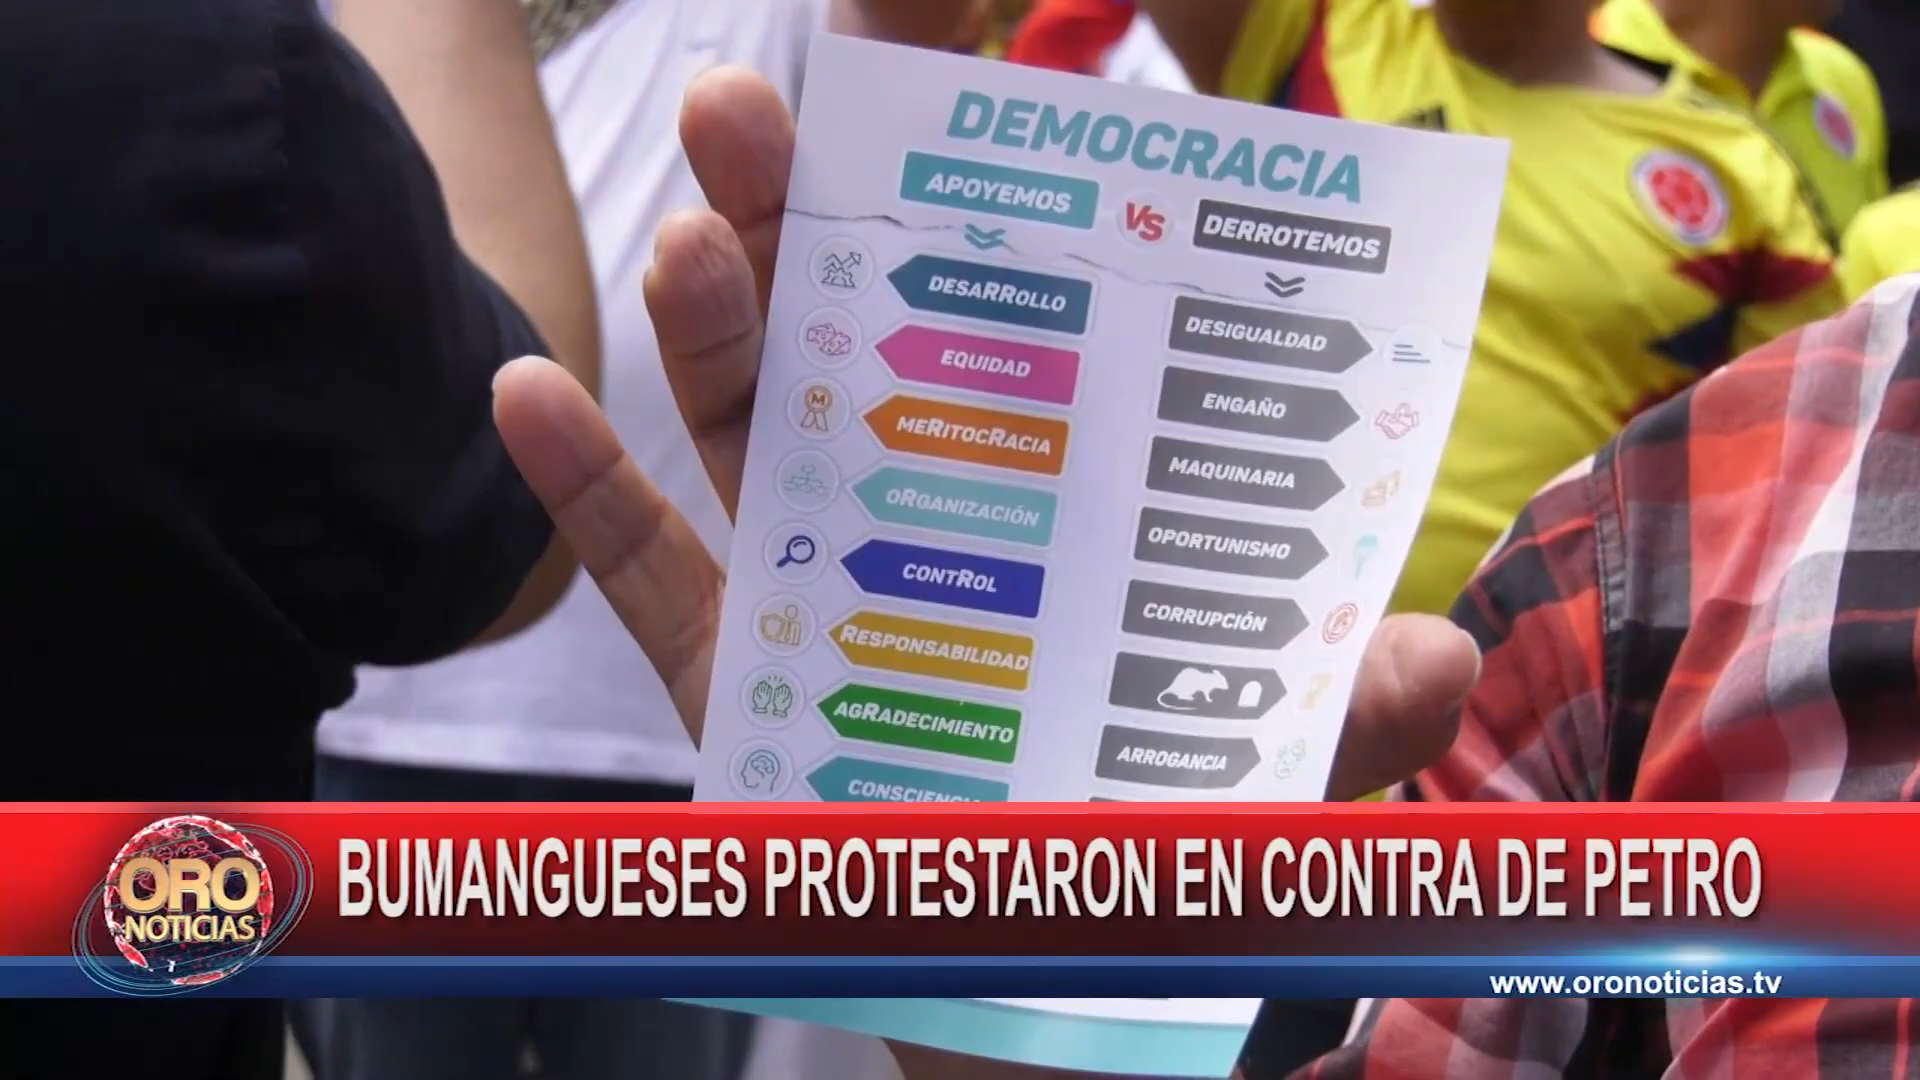 DEMOCRACIA
APOYEMOS
VS
DERROTEMOS
DESARROLLO
EQUIDAD
MERITOCRACIA
ORGANIZACIÓN
CONTROL
RESPONSABILIDAD
AGRADECIMIENTO
DESIGUALDAD
ENGAÑO
MAQUINARIA
OPORTUNISMO
CORRUPCIÓN
ARROGANCIA
M
ORO
NOTICIAS
BUMANGUESES PROTESTARON EN CONTRA DE PETRO
www.oronoticias.tv